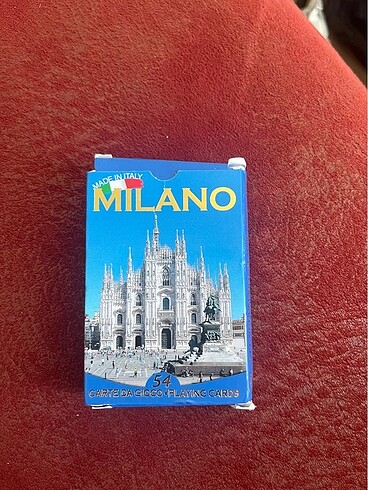 MADE IN ITALY
MILANO
54
CARTE DA GIOCO • PLAYING CARDS